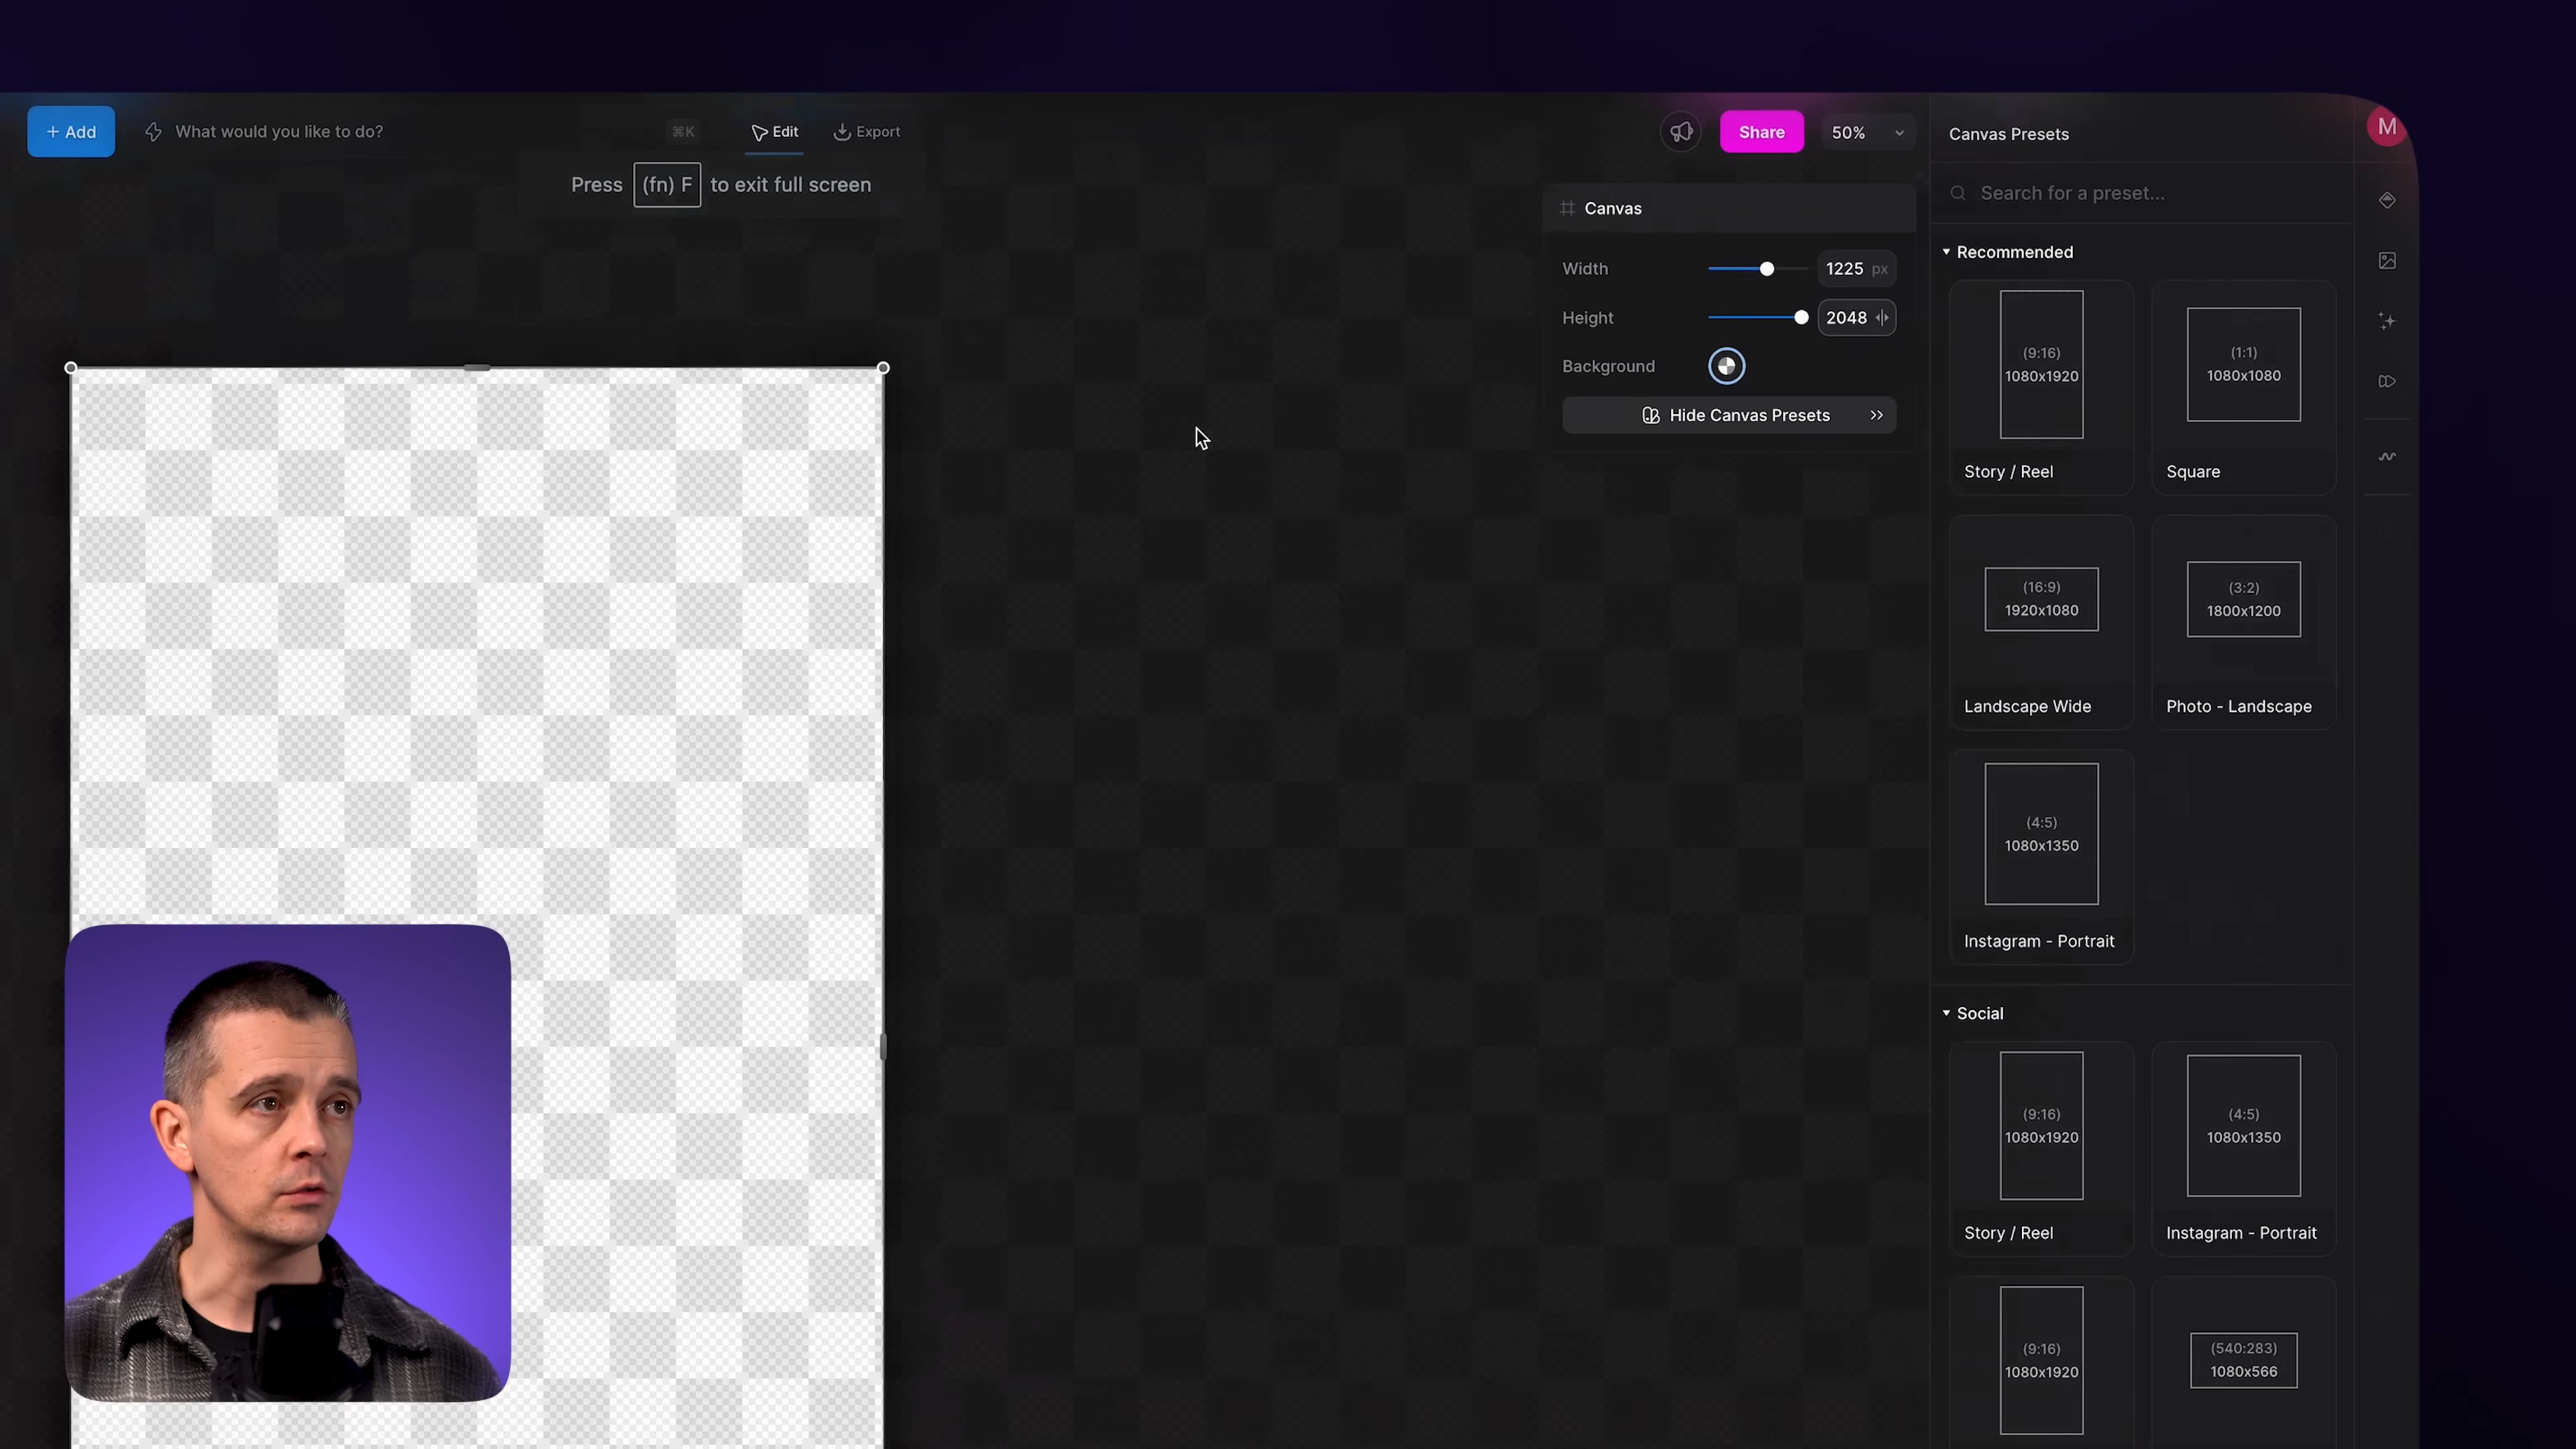 + Add
What would you like to do?
⌘K
Edit
Export
Share
50%
Canvas Presets
M
Press (fn) F to exit full screen
Search for a preset...
Canvas
Width
1225 px
Height
2048
Background
Hide Canvas Presets
Recommended
(9:16)
1080x1920
Story / Reel
(1:1)
1080x1080
Square
(16:9)
1920x1080
Landscape Wide
(3:2)
1800x1200
Photo - Landscape
(4:5)
1080x1350
Instagram - Portrait
Social
(9:16)
1080x1920
Story / Reel
(4:5)
1080x1350
Instagram - Portrait
(9:16)
1080x1920
(540:283)
1080x566